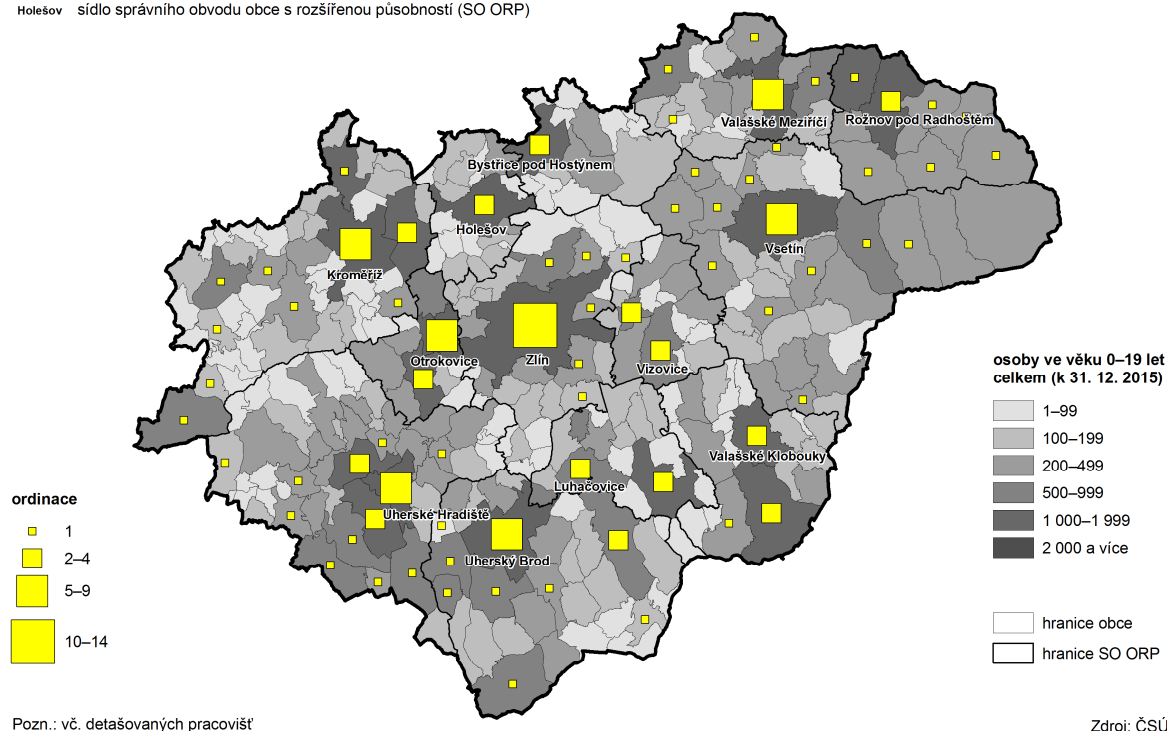 Holešov sídlo správního obvodu obce s rozšířenou působností (SO ORP)
Valašské Meziříčí
Rožnov pod Radhoštěm
Bystřice pod Hostýnem
Holešov
Vsetín
Kroměříž
Otrokovice
Zlín
Vizovice
osoby ve věku 0–19 let
celkem (k 31. 12. 2015)
1–99
100–199
200–499
500–999
1 000–1 999
2 000 a více
Valašské Klobouky
Luhačovice
Uherské Hradiště
Uherský Brod
ordinace
1
2–4
5–9
10–14
hranice obce
hranice SO ORP
Pozn.: vč. detašovaných pracovišť
Zdroj: ČSÚ